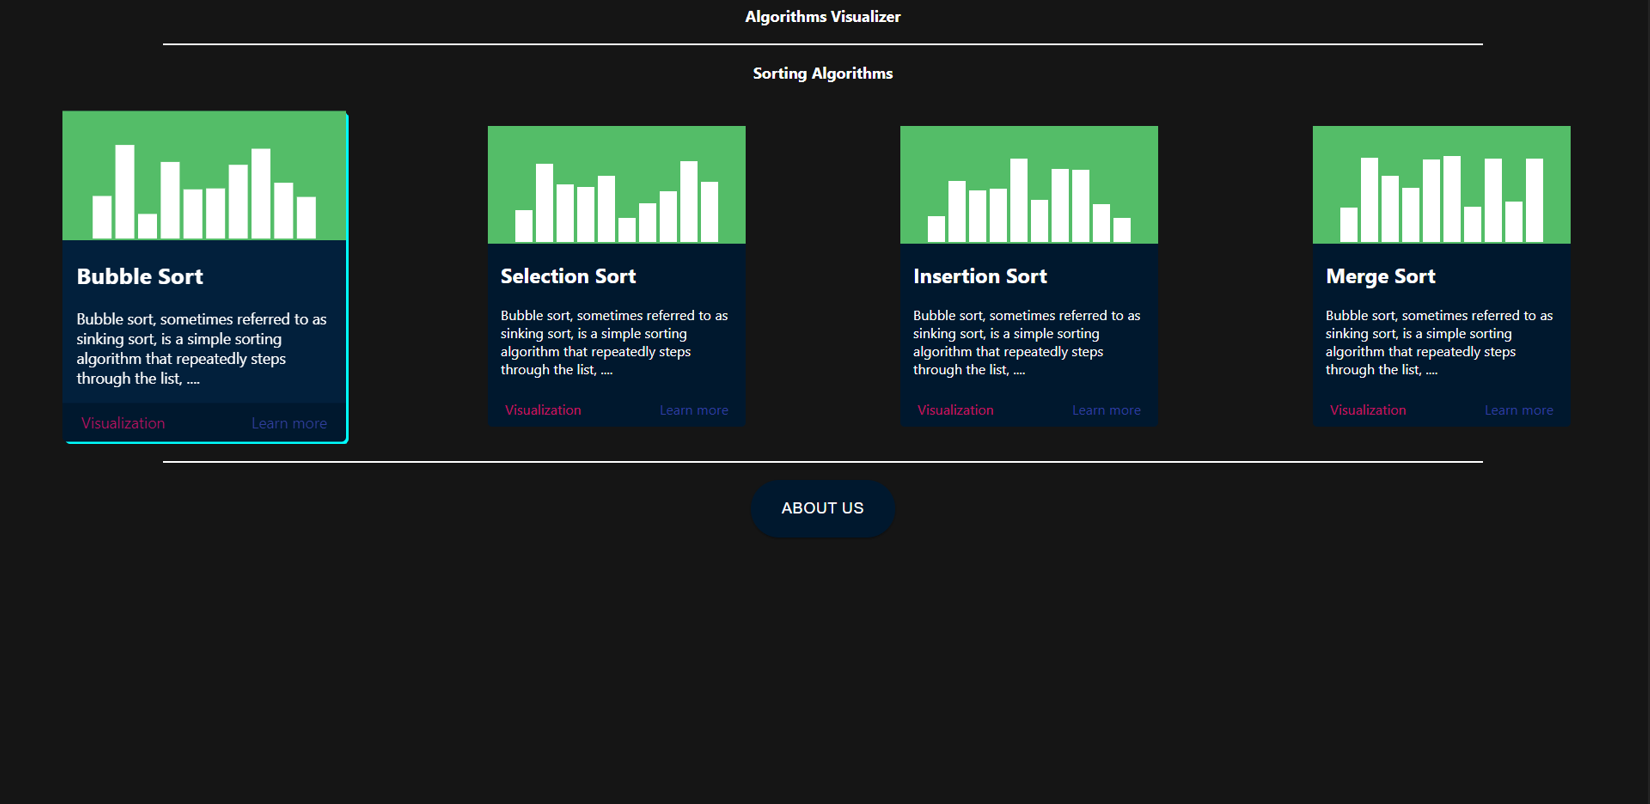 Algorithms Visualizer
Sorting Algorithms
Bubble Sort
Bubble sort, sometimes referred to as
sinking sort, is a simple sorting
algorithm that repeatedly steps
through the list, ....
Visualization
Learn more
Selection Sort
Bubble sort, sometimes referred to as
sinking sort, is a simple sorting
algorithm that repeatedly steps
through the list, ....
Visualization
Learn more
Insertion Sort
Bubble sort, sometimes referred to as
sinking sort, is a simple sorting
algorithm that repeatedly steps
through the list, ....
Visualization
Learn more
Merge Sort
Bubble sort, sometimes referred to as
sinking sort, is a simple sorting
algorithm that repeatedly steps
through the list, ....
Visualization
Learn more
ABOUT US